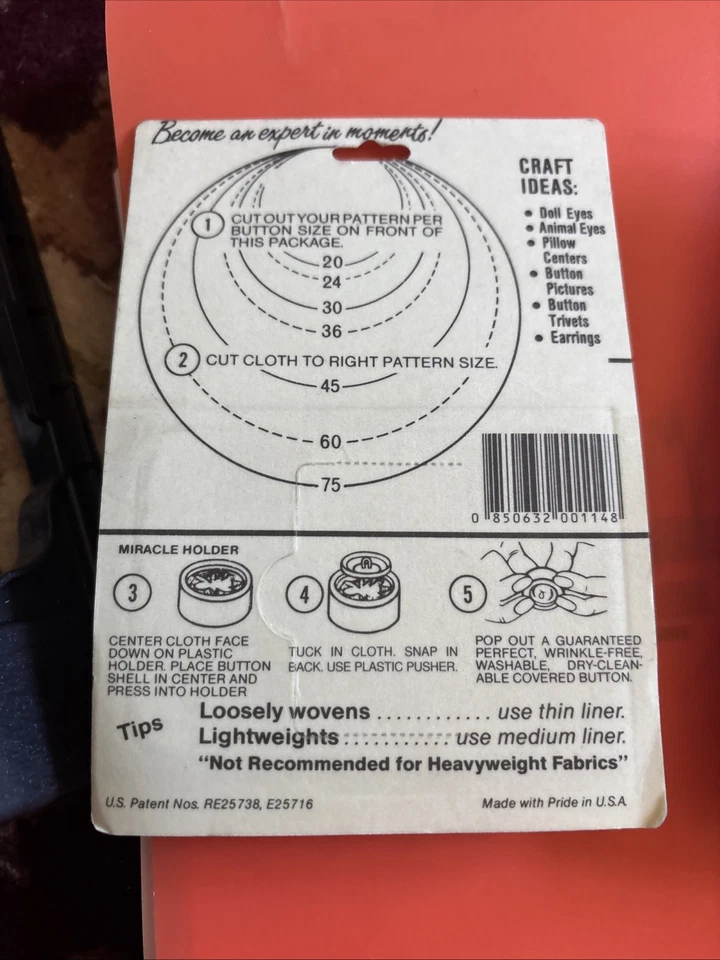 Become an expert in moments!
CRAFT
IDEAS:
• Doll Eyes
• Animal Eyes
• Pillow
Centers
• Button
Pictures
• Button
Trivets
• Earrings
1 CUT OUT YOUR PATTERN PER
BUTTON SIZE ON FRONT OF
THIS PACKAGE.
20
24
30
36
2 CUT CLOTH TO RIGHT PATTERN SIZE.
45
60
75
0 850632 001148
MIRACLE HOLDER
3
CENTER CLOTH FACE
DOWN ON PLASTIC
HOLDER. PLACE BUTTON
SHELL IN CENTER AND
PRESS INTO HOLDER
4
TUCK IN CLOTH. SNAP IN
BACK. USE PLASTIC PUSHER.
5
POP OUT A GUARANTEED
PERFECT, WRINKLE-FREE,
WASHABLE, DRY-CLEAN-
ABLE COVERED BUTTON.
Tips
Loosely wovens ............ use thin liner.
Lightweights ........... use medium liner.
"Not Recommended for Heavyweight Fabrics"
U.S. Patent Nos. RE25738, E25716
Made with Pride in U.S.A.